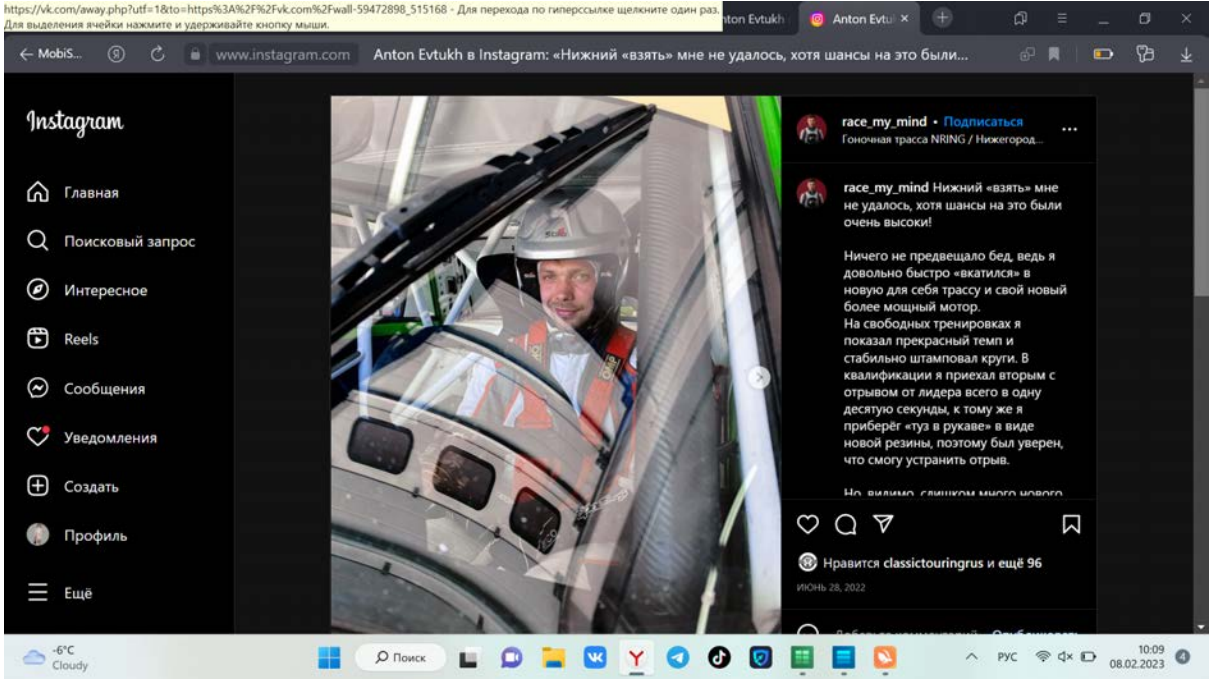 https://vk.com/away.php?utf=1&to=https%3A%2F%2Fvk.com%2Fwall-59472898_515168 - Для перехода по гиперссылке щелкните один раз.
Для выделения ячейки нажмите и удерживайте кнопку мыши.
nton Evtukh
Anton Evtu
← MobiS...
www.instagram.com
Anton Evtukh в Instagram: «Нижний «взять» мне не удалось, хотя шансы на это были...
Instagram
Главная
Поисковый запрос
Интересное
Reels
Сообщения
Уведомления
Создать
Профиль
Ещё
race_my_mind • Подписаться
Гоночная трасса NRING / Нижегород...
race_my_mind Нижний «взять» мне
не удалось, хотя шансы на это были
очень высоки!
Ничего не предвещало бед, ведь я
довольно быстро «вкатился» в
новую для себя трассу и свой новый
более мощный мотор.
На свободных тренировках я
показал прекрасный темп и
стабильно штамповал круги. В
квалификации я приехал вторым с
отрывом от лидера всего в одну
десятую секунды, к тому же я
приберёг «туз в рукаве» в виде
новой резины, поэтому был уверен,
что смогу устранить отрыв.
Но, видимо, слишком много нового
Нравится classictouringrus и ещё 96
ИЮНЬ 28, 2022
-6°C
Cloudy
Поиск
РУС
10:09
08.02.2023
4